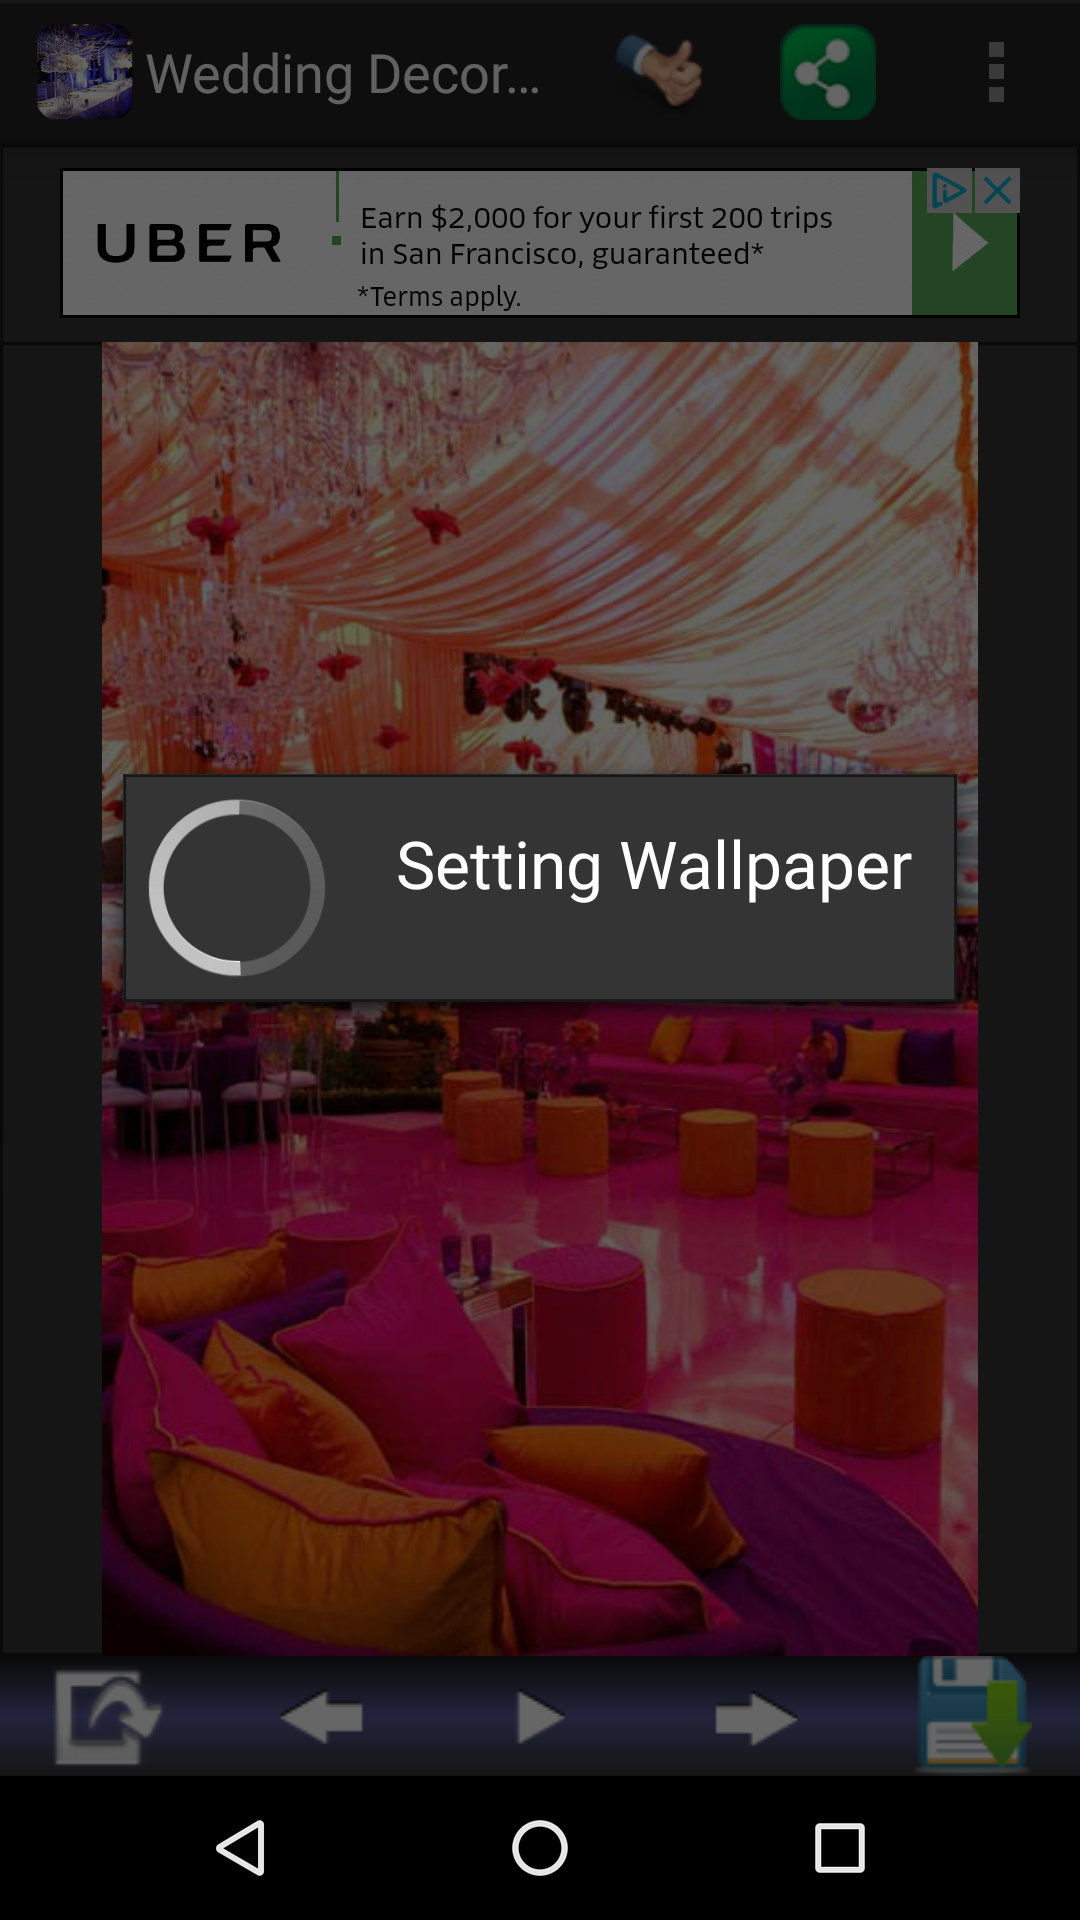 Wedding Decor...
UBER
Earn $2,000 for your first 200 trips
in San Francisco, guaranteed*
*Terms apply.
Setting Wallpaper